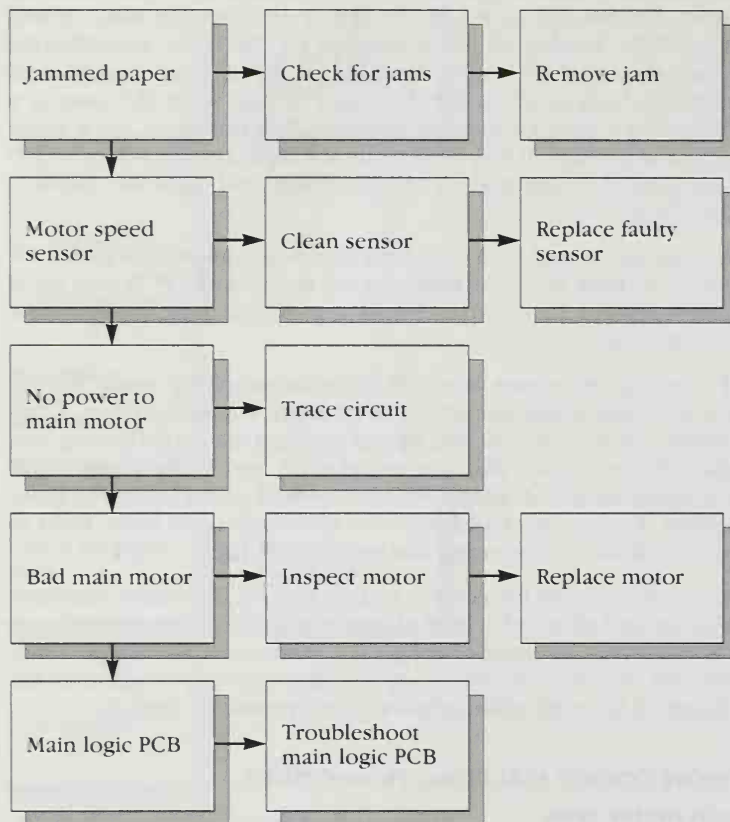 Jammed paper
Check for jams
Remove jam
Motor speed
sensor
Clean sensor
Replace faulty
sensor
No power to
main motor
Trace circuit
Bad main motor
Inspect motor
Replace motor
Main logic PCB
Troubleshoot
main logic PCB